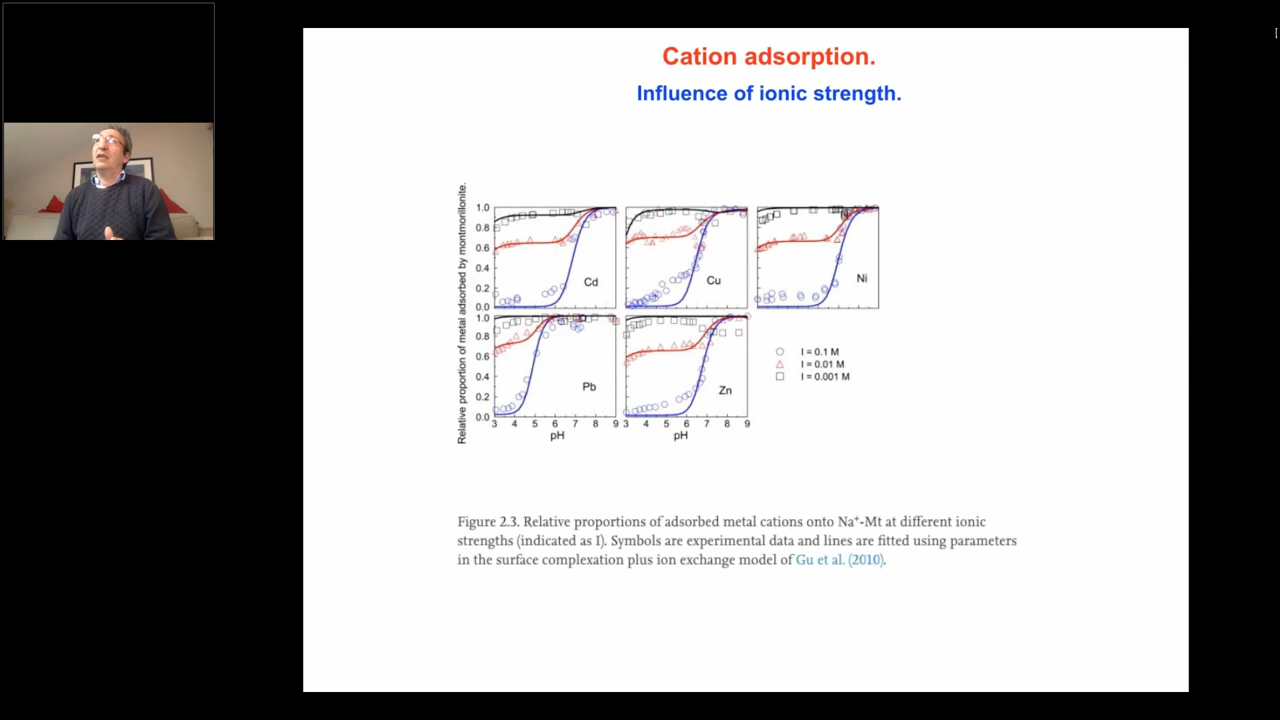 Cation adsorption.
Influence of ionic strength.
Relative proportion of metal adsorbed by montmorillonite.
1.0
0.8
0.6
0.4
0.2
0.0
Cd
Cu
Ni
1.0
0.8
0.6
0.4
0.2
0.0
Pb
Zn
3 4 5 6 7 8 9
3 4 5 6 7 8 9
pH
pH
I = 0.1 M
I = 0.01 M
I = 0.001 M
Figure 2.3. Relative proportions of adsorbed metal cations onto Na⁺-Mt at different ionic
strengths (indicated as I). Symbols are experimental data and lines are fitted using parameters
in the surface complexation plus ion exchange model of Gu et al. (2010).